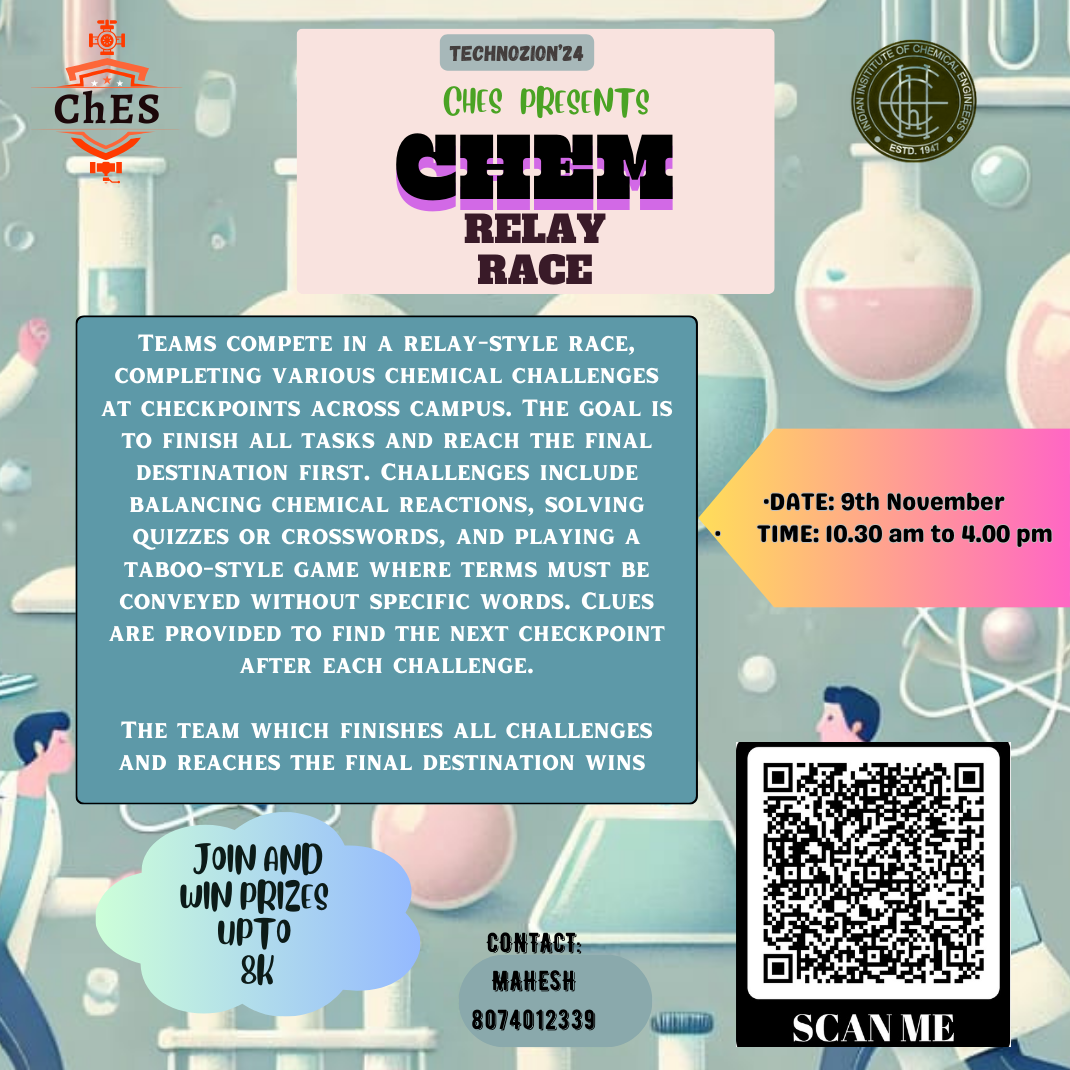 ChES
TECHNOZION'24
CHES PRESENTS
CHEM
RELAY
RACE
INDIAN INSITITUTE OF CHEMICAL ENGINEERS
ESTD. 1947
TEAMS COMPETE IN A RELAY-STYLE RACE,
COMPLETING VARIOUS CHEMICAL CHALLENGES
AT CHECKPOINTS ACROSS CAMPUS. THE GOAL IS
TO FINISH ALL TASKS AND REACH THE FINAL
DESTINATION FIRST. CHALLENGES INCLUDE
BALANCING CHEMICAL REACTIONS, SOLVING
QUIZZES OR CROSSWORDS, AND PLAYING A
TABOO-STYLE GAME WHERE TERMS MUST BE
CONVEYED WITHOUT SPECIFIC WORDS. CLUES
ARE PROVIDED TO FIND THE NEXT CHECKPOINT
AFTER EACH CHALLENGE.
THE TEAM WHICH FINISHES ALL CHALLENGES
AND REACHES THE FINAL DESTINATION WINS
•DATE: 9th November
• TIME: 10.30 am to 4.00 pm
JOIN AND
WIN PRIZES
UPTO
8K
CONTACT:
MAHESH
8074012339
SCAN ME